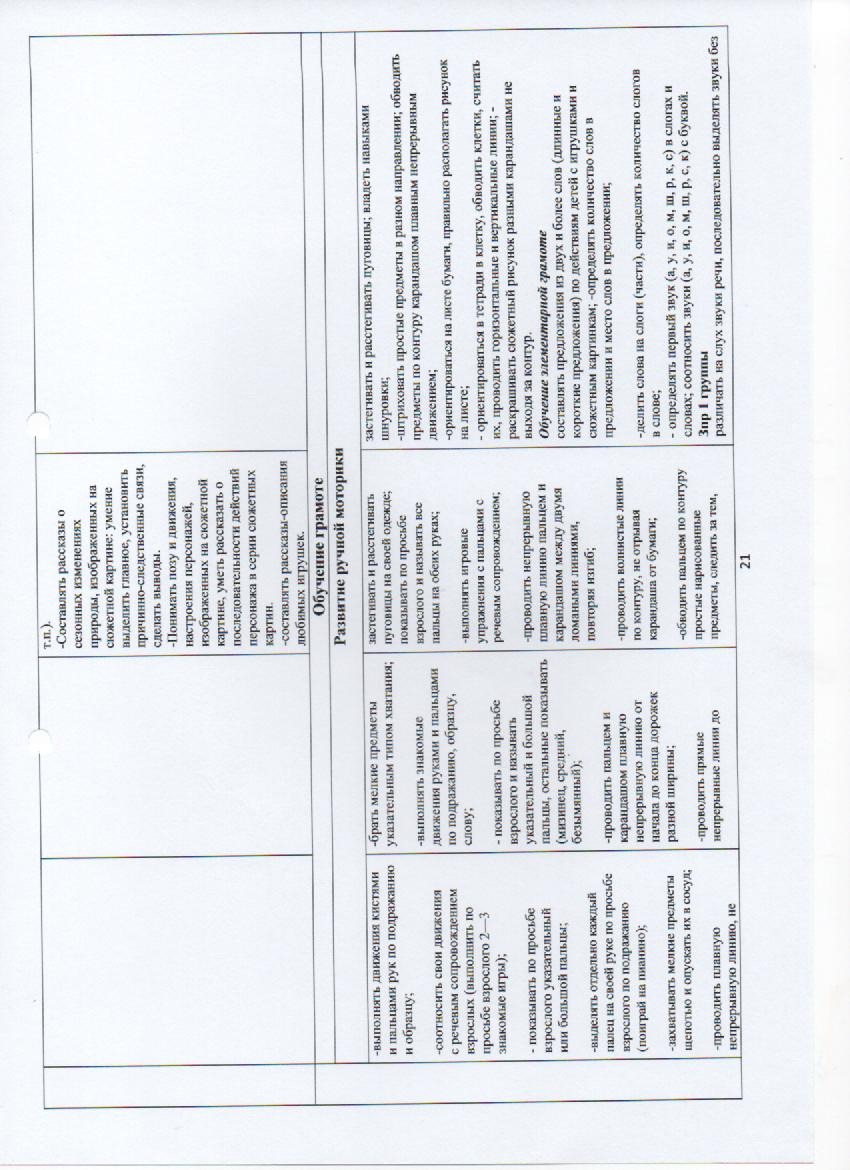 т.п.).
-Составлять рассказы о
сезонных изменениях
природы, изображенных на
сюжетной картине: умение
выделить главное, установить
причинно-следственные связи,
сделать выводы.
-Понимать позу и движения,
настроения персонажей,
изображенных на сюжетной
картине, уметь рассказать о
последовательности действий
персонажа в серии сюжетных
картин.
-составлять рассказы-описания
любимых игрушек.
Обучение грамоте
Развитие ручной моторики
-выполнять движения кистями
и пальцами рук по подражанию
и образцу;
-соотносить свои движения
с речевым сопровождением
взрослых (выполнить по
просьбе взрослого 2—3
знакомые игры);
- показывать по просьбе
взрослого указательный
или большой пальцы;
-выделять отдельно каждый
палец на своей руке по просьбе
взрослого по подражанию
(поиграй на пианино);
-захватывать мелкие предметы
щепотью и опускать их в сосуд;
-проводить плавную
непрерывную линию, не
-брать мелкие предметы
указательным типом хватания;
-выполнять знакомые
движения руками и пальцами
по подражанию, образцу,
слову;
- показывать по просьбе
взрослого и называть
указательный и большой
пальцы, остальные показывать
(мизинец, средний,
безымянный);
-проводить пальцем и
карандашом плавную
непрерывную линию от
начала до конца дорожек
разной ширины;
-проводить прямые
непрерывные линии до
застегивать и расстегивать
пуговицы на своей одежде;
показывать по просьбе
взрослого и называть все
пальцы на обеих руках;
-выполнять игровые
упражнения с пальцами с
речевым сопровождением;
-проводить непрерывную
плавную линию пальцем и
карандашом между двумя
ломаными линиями,
повторяя изгиб;
-проводить волнистые линии
по контуру, не отрывая
карандаша от бумаги;
-обводить пальцем по контуру
простые нарисованные
предметы, следить за тем,
застегивать и расстегивать пуговицы; владеть навыками
шнуровки;
-штриховать простые предметы в разном направлении; обводить
предметы по контуру карандашом плавным непрерывным
движением;
-ориентироваться на листе бумаги, правильно располагать рисунок
на листе;
- ориентироваться в тетради в клетку, обводить клетки, считать
их, проводить горизонтальные и вертикальные линии; -
раскрашивать сюжетный рисунок разными карандашами не
выходя за контур.
Обучение элементарной грамоте
составлять предложения из двух и более слов (длинные и
короткие предложения) по действиям детей с игрушками и
сюжетным картинкам; -определять количество слов в
предложении и место слов в предложении;
-делить слова на слоги (части), определять количество слогов
в слове;
- определять первый звук (а, у, и, о, м, ш, р, к, с) в слогах и
словах; соотносить звуки (а, у, и, о, м, ш, р, с, к) с буквой.
Зпр 1 группы
различать на слух звуки речи, последовательно выделять звуки без
21